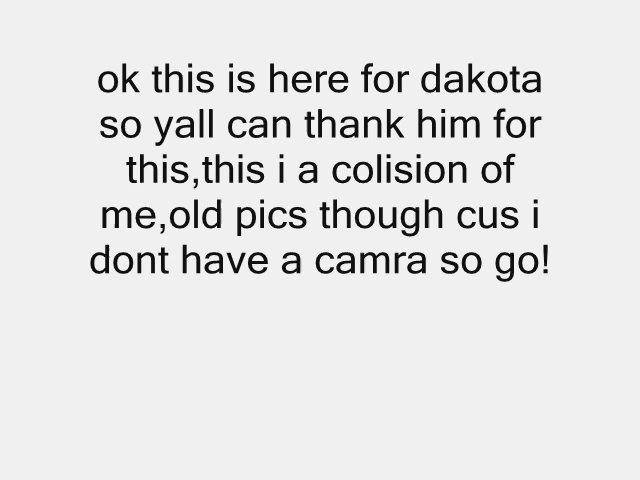 ok this is here for dakota
so yall can thank him for
this,this i a colision of
me,old pics though cus i
dont have a camra so go!